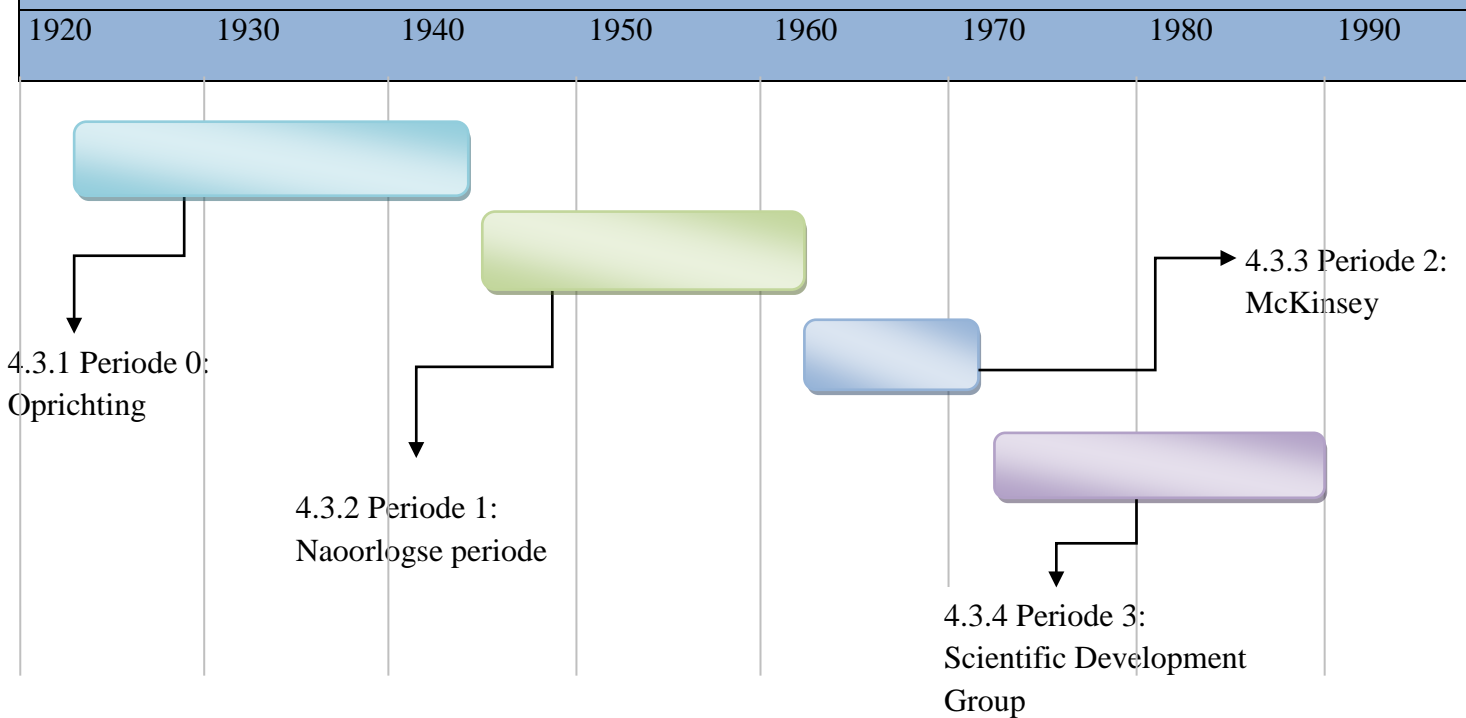 1920 1930 1940 1950 1960 1970 1980 1990
4.3.3 Periode 2:
McKinsey
4.3.1 Periode 0:
Oprichting
4.3.2 Periode 1:
Naoorlogse periode
4.3.4 Periode 3:
Scientific Development
Group